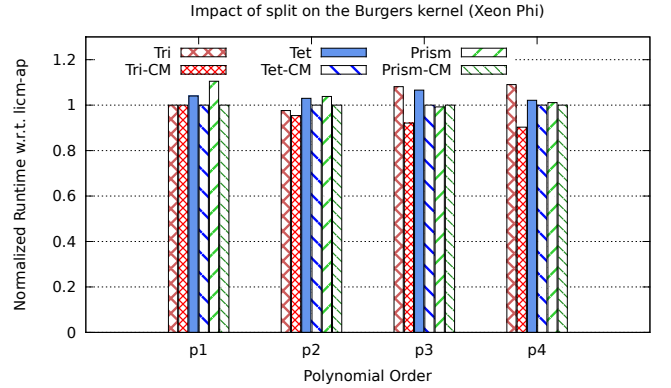 Impact of split on the Burgers kernel (Xeon Phi)
Normalized Runtime w.r.t. licm-ap
1.2
1
0.8
0.6
0.4
0.2
0
Tri Tet Prism
Tri-CM Tet-CM Prism-CM
p1 p2 p3 p4
Polynomial Order